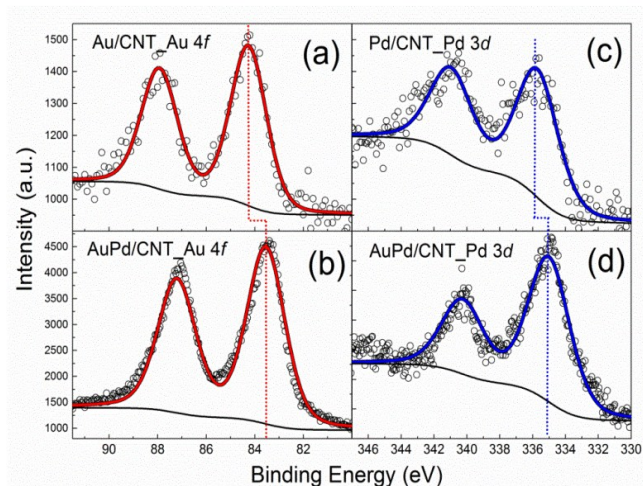 Au/CNT_Au 4f
(a)
1500
1400
1300
1200
1100
1000
Pd/CNT_Pd 3d
(c)
AuPd/CNT_Au 4f
(b)
4500
4000
3500
3000
2500
2000
1500
1000
AuPd/CNT_Pd 3d
(d)
Intensity (a.u.)
90 88 86 84 82
346 344 342 340 338 336 334 332 330
Binding Energy (eV)